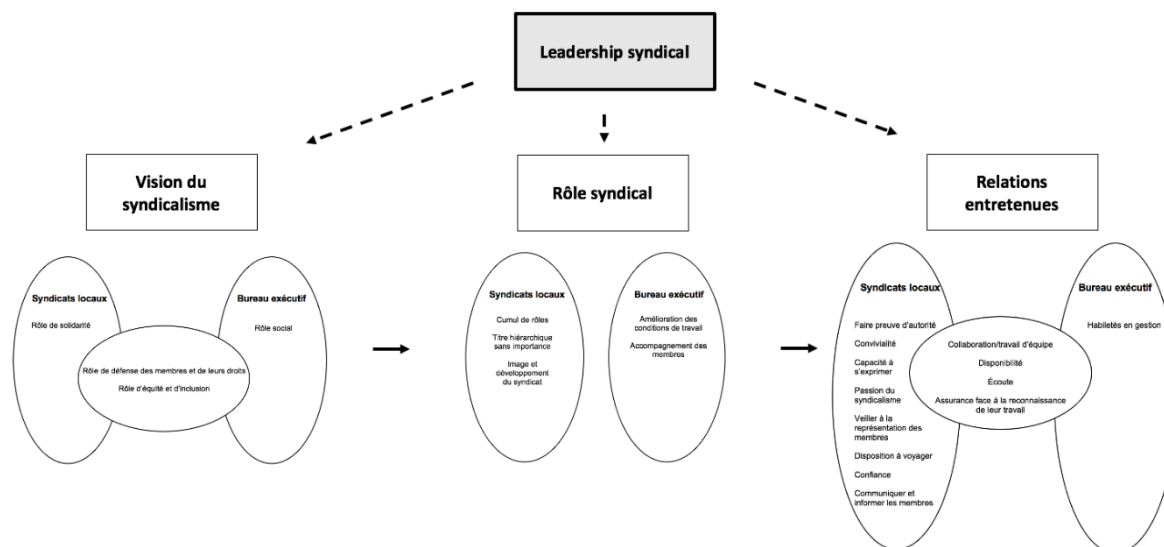 Leadership syndical
Vision du
syndicalisme
Syndicats locaux
Rôle de solidarité
Bureau exécutif
Rôle social
Rôle de défense des membres et de leurs droits
Rôle d'équité et d'inclusion
Rôle syndical
Syndicats locaux
Cumul de rôles
Titre hiérarchique
sans importance
Image et
développement
du syndicat
Bureau exécutif
Amélioration des
conditions de travail
Accompagnement des
membres
Relations
entretenues
Syndicats locaux
Faire preuve d'autorité
Convivialité
Capacité à
s'exprimer
Passion du
syndicalisme
Veiller à la
représentation des
membres
Disposition à voyager
Confiance
Communiquer et
informer les membres
Collaboration/travail d'équipe
Disponibilité
Écoute
Assurance face à la reconnaissance
de leur travail
Bureau exécutif
Habiletés en gestion